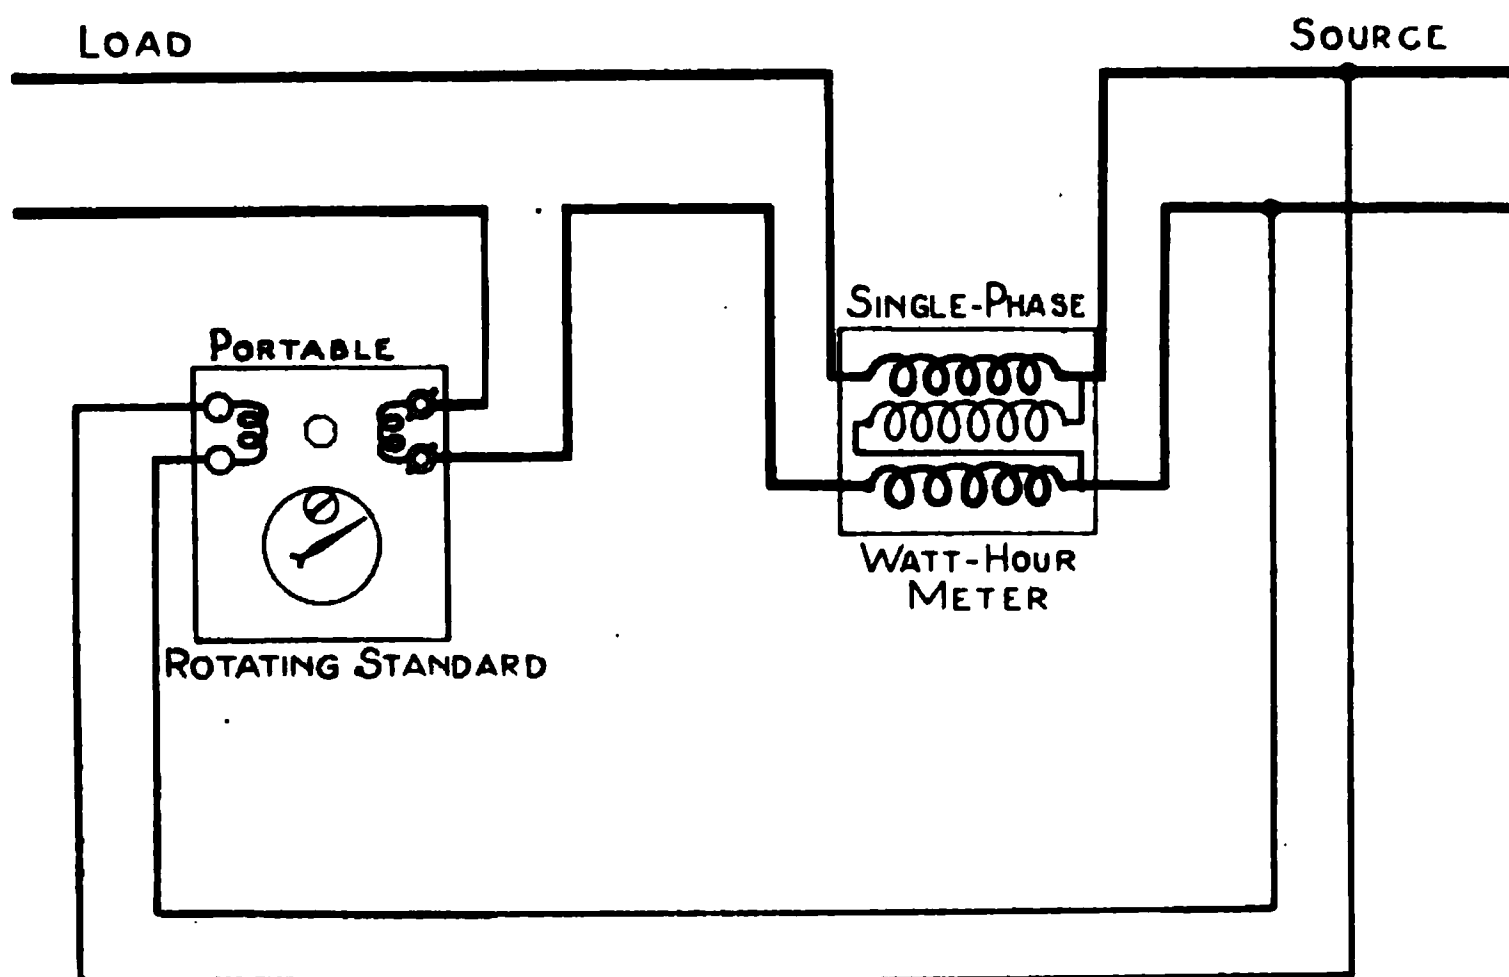 LOAD
SOURCE
SINGLE-PHASE
PORTABLE
WATT-HOUR
METER
ROTATING STANDARD